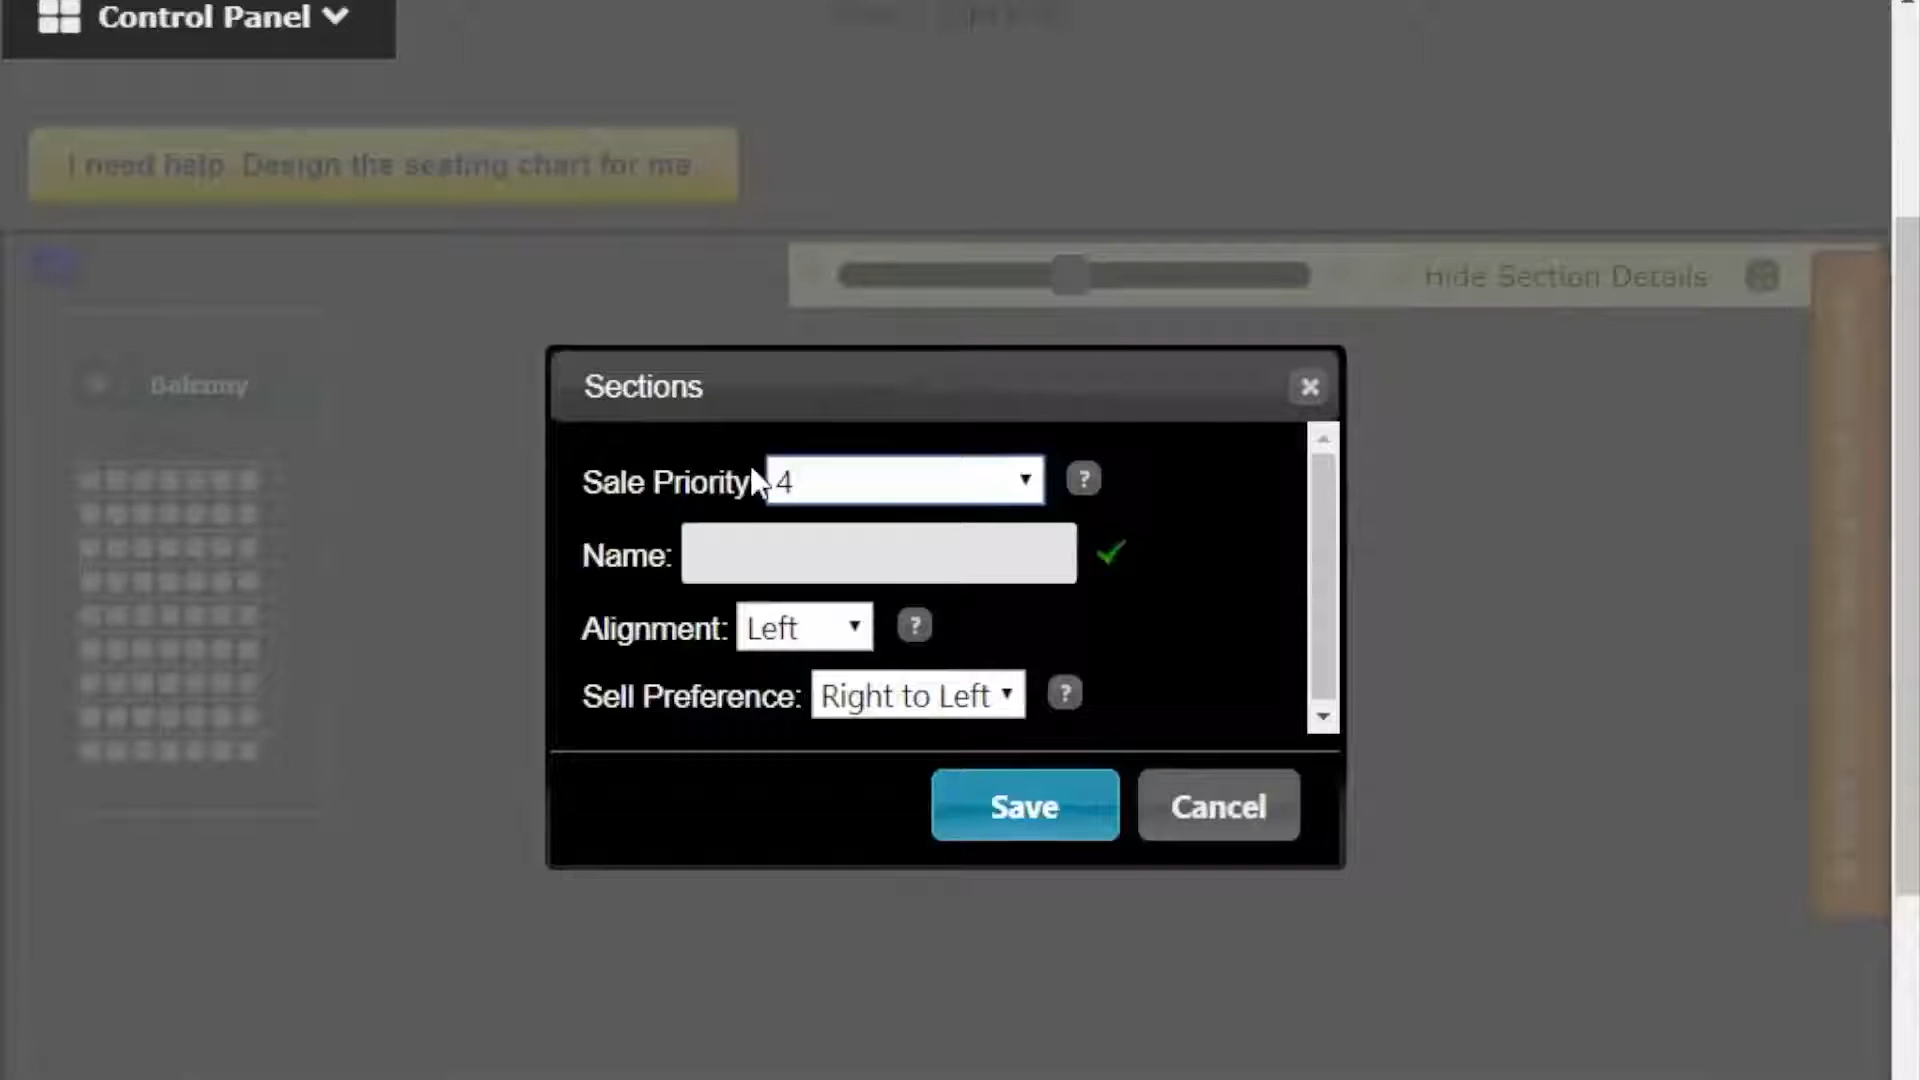 Control Panel
I need help. Design the seating chart for me.
Hide Section Details
Balcony
Sections
Sale Priority 4 ?
Name:
Alignment: Left ?
Sell Preference: Right to Left ?
Save Cancel